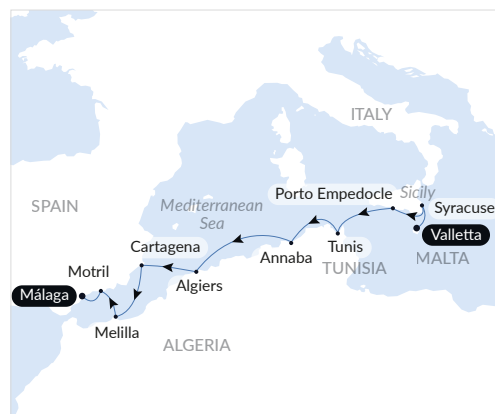 ITALY
Sicily
Porto Empedocle
SPAIN
Mediterranean
Sea
Syracuse
Valletta
Cartagena
Tunis
Annaba
MALTA
TUNISIA
Motril
Algiers
Málaga
Melilla
ALGERIA